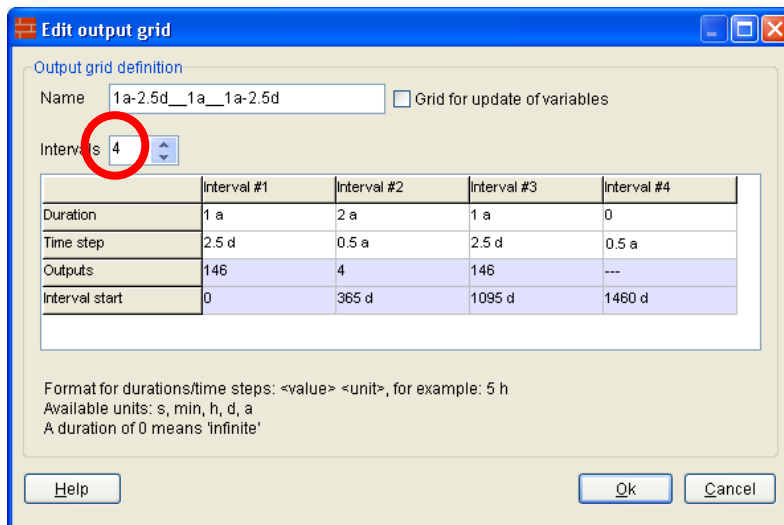 Edit output grid
Output grid definition
Name 1a-2.5d__1a__1a-2.5d Grid for update of variables
Intervals 4
Interval #1 Interval #2 Interval #3 Interval #4
Duration 1 a 2 a 1 a 0
Time step 2.5 d 0.5 a 2.5 d 0.5 a
Outputs 146 4 146 ---
Interval start 0 365 d 1095 d 1460 d
Format for durations/time steps: <value> <unit>, for example: 5 h
Available units: s, min, h, d, a
A duration of 0 means 'infinite'
Help Ok Cancel